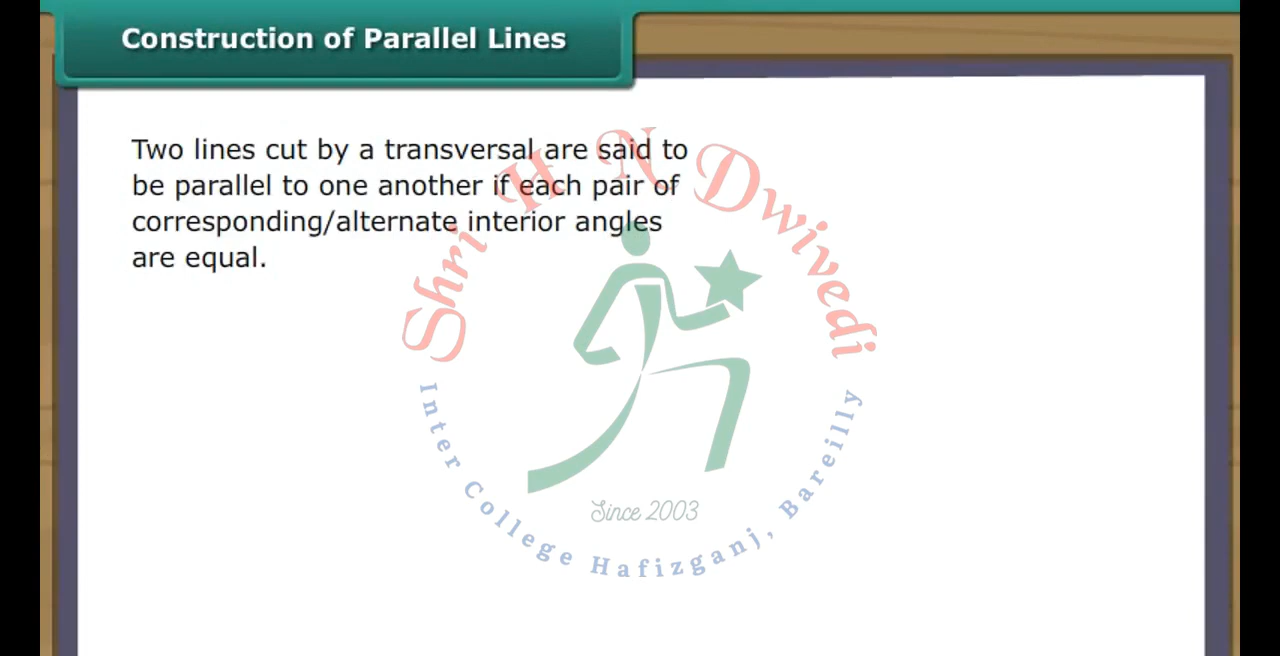 Construction of Parallel Lines
Two lines cut by a transversal are said to
be parallel to one another if each pair of
corresponding/alternate interior angles
are equal.
Shri H N Dwivedi
Since 2003
Inter College Hafizganj, Bareilly